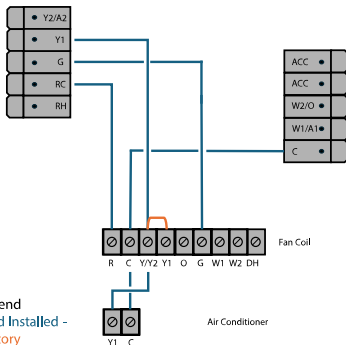 Y2/A2
Y1
G
RC
RH
ACC
ACC
W2/O
W1/A1
C
R C Y/Y2 Y1 O G W1 W2 DH
Fan Coil
end
d Installed -
tory
Y1 C
Air Conditioner